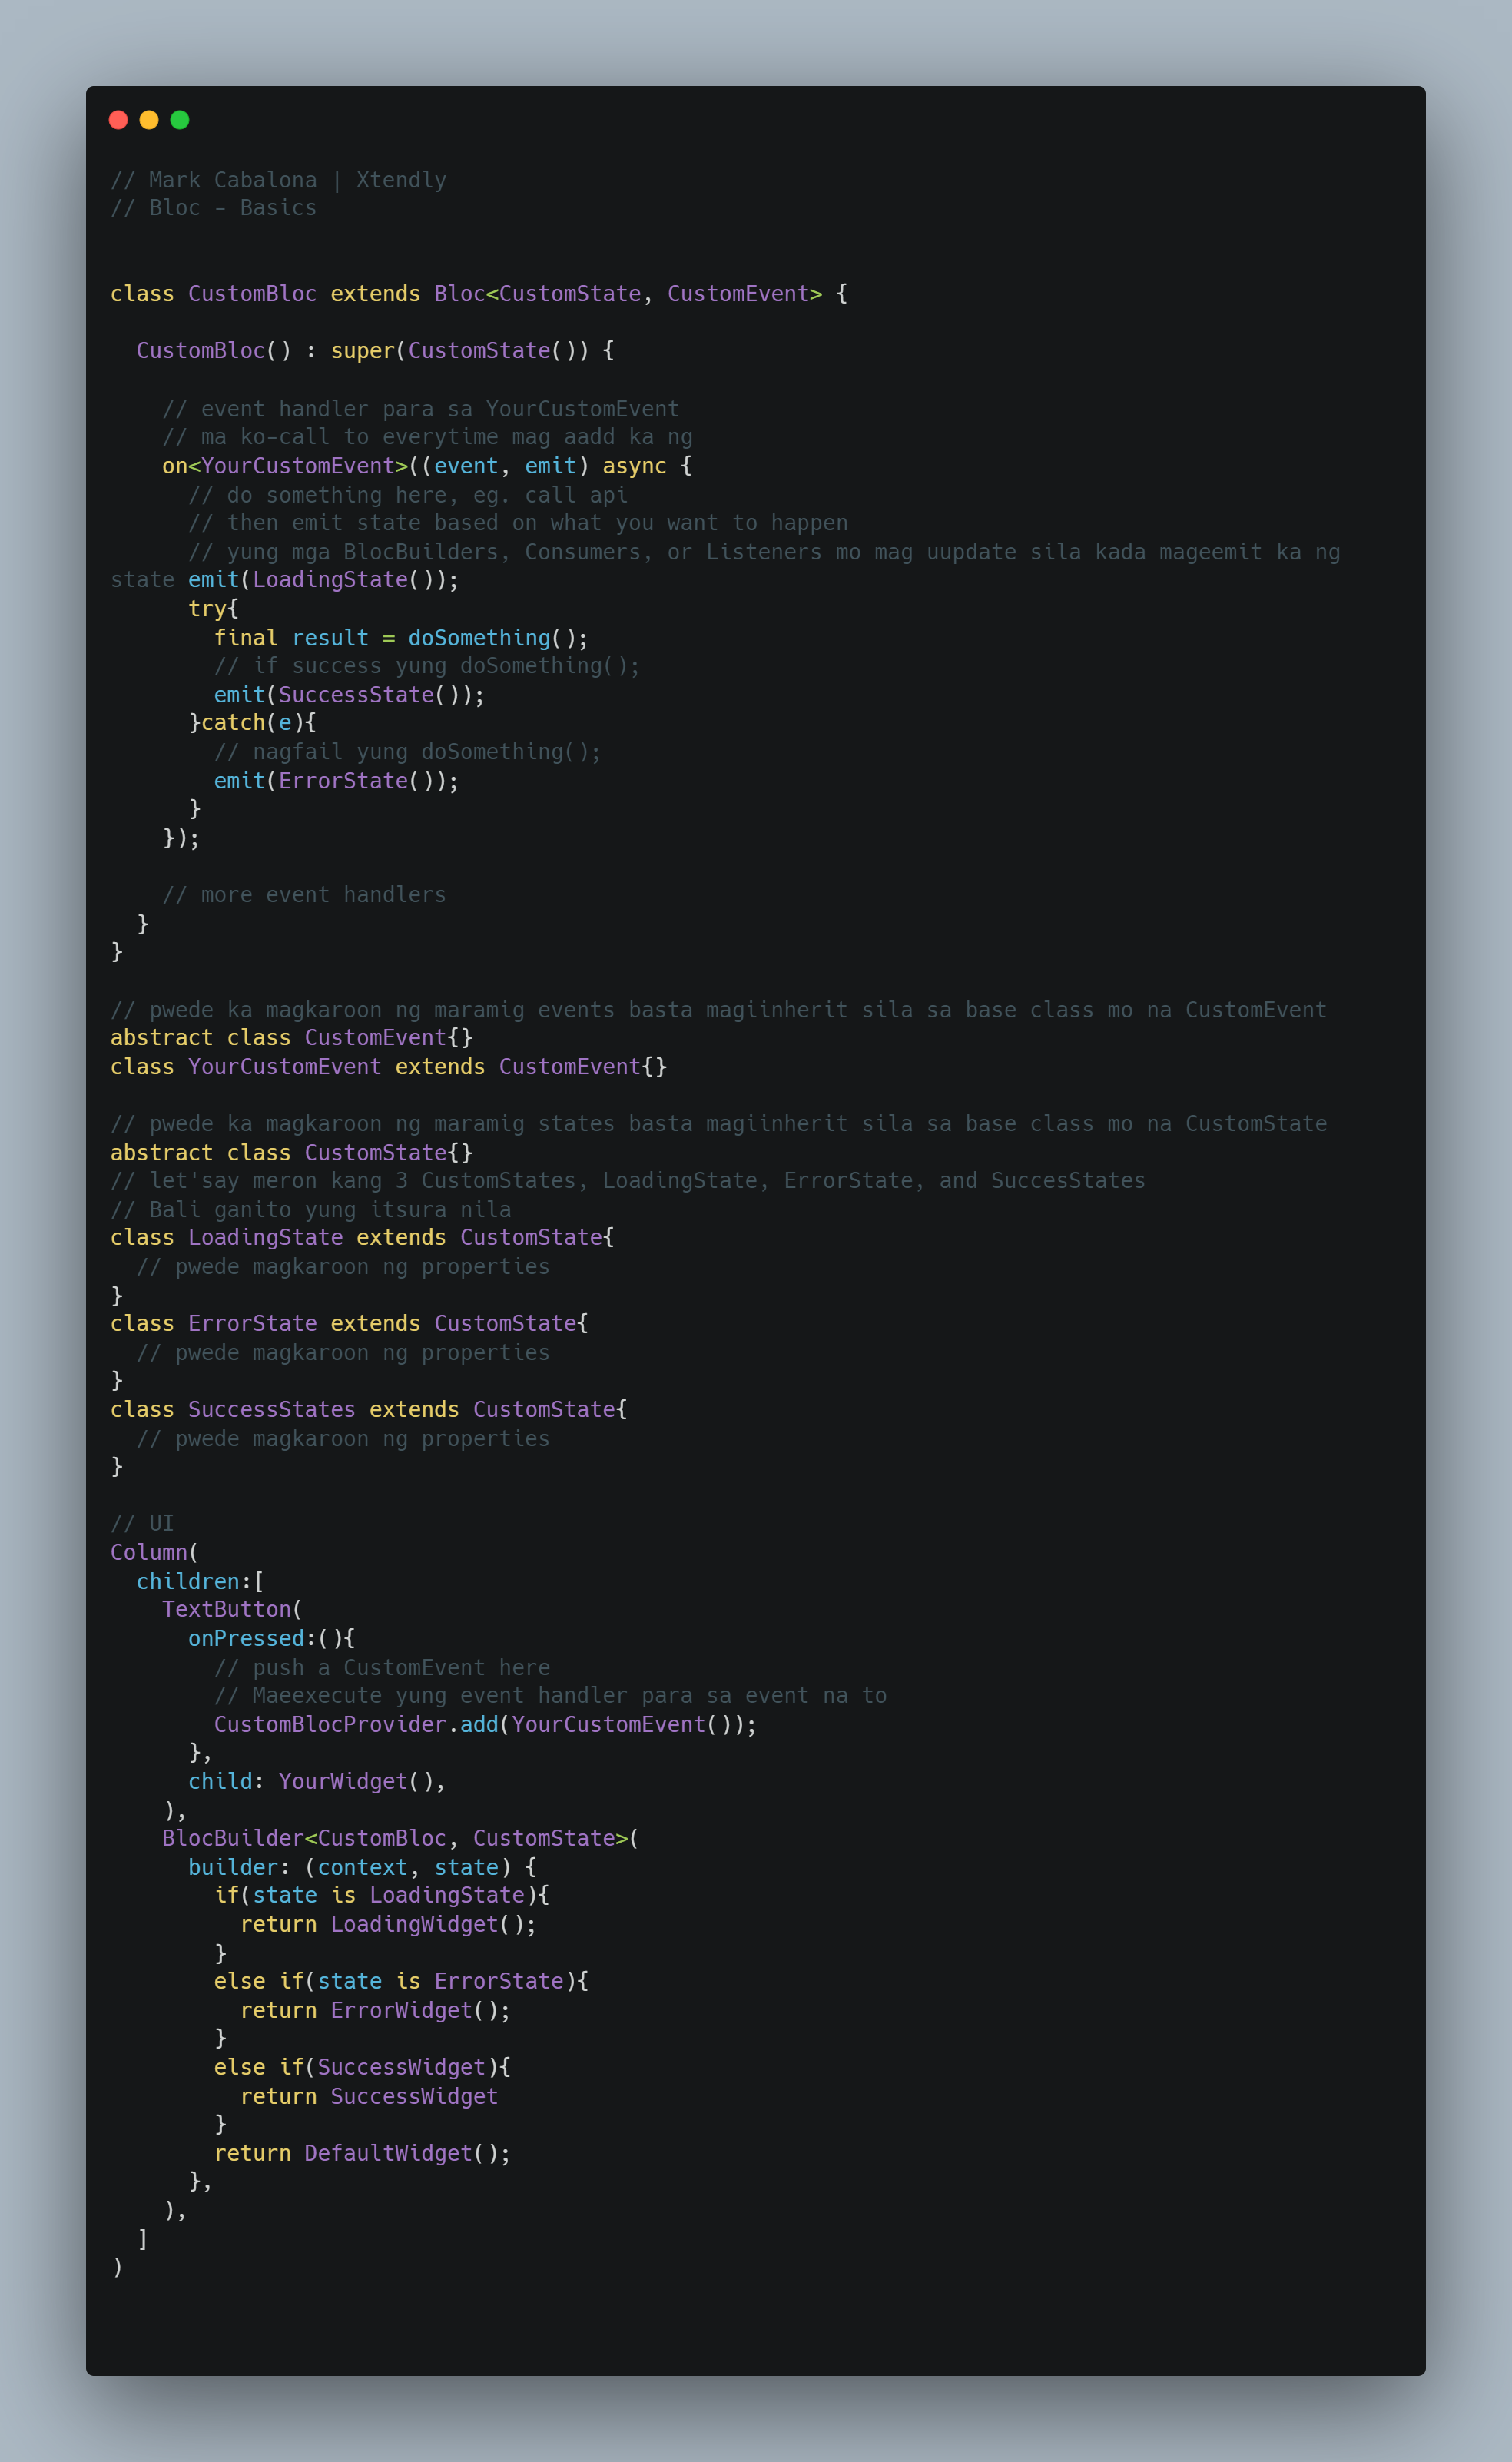 // Mark Cabalona | Xtendly
// Bloc - Basics
class CustomBloc extends Bloc<CustomState, CustomEvent> {
  CustomBloc() : super(CustomState()) {
    // event handler para sa YourCustomEvent
    // ma ko-call to everytime mag aadd ka ng
    on<YourCustomEvent>((event, emit) async {
      // do something here, eg. call api
      // then emit state based on what you want to happen
      // yung mga BlocBuilders, Consumers, or Listeners mo mag uupdate sila kada mageemit ka ng
state emit(LoadingState());
      try{
        final result = doSomething();
        // if success yung doSomething();
        emit(SuccessState());
      }catch(e){
        // nagfail yung doSomething();
        emit(ErrorState());
      }
    });
    // more event handlers
  }
}
// pwede ka magkaroon ng maramig events basta magiinherit sila sa base class mo na CustomEvent
abstract class CustomEvent{}
class YourCustomEvent extends CustomEvent{}
// pwede ka magkaroon ng maramig states basta magiinherit sila sa base class mo na CustomState
abstract class CustomState{}
// let'say meron kang 3 CustomStates, LoadingState, ErrorState, and SuccesStates
// Bali ganito yung itsura nila
class LoadingState extends CustomState{
  // pwede magkaroon ng properties
}
class ErrorState extends CustomState{
  // pwede magkaroon ng properties
}
class SuccessStates extends CustomState{
  // pwede magkaroon ng properties
}
// UI
Column(
  children:[
    TextButton(
      onPressed:(){
        // push a CustomEvent here
        // Maeexecute yung event handler para sa event na to
        CustomBlocProvider.add(YourCustomEvent());
      },
      child: YourWidget(),
    ),
    BlocBuilder<CustomBloc, CustomState>(
      builder: (context, state) {
        if(state is LoadingState){
          return LoadingWidget();
        }
        else if(state is ErrorState){
          return ErrorWidget();
        }
        else if(SuccessWidget){
          return SuccessWidget
        }
        return DefaultWidget();
      },
    ),
  ]
)